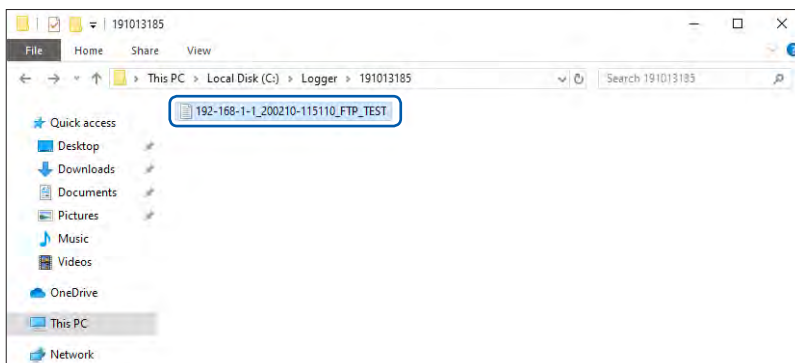 191013185
File Home Share View
This PC > Local Disk (C:) > Logger > 191013185
Search 191013185
192-168-1-1_200210-115110_FTP_TEST
Quick access
Desktop
Downloads
Documents
Pictures
Music
Videos
OneDrive
This PC
Network